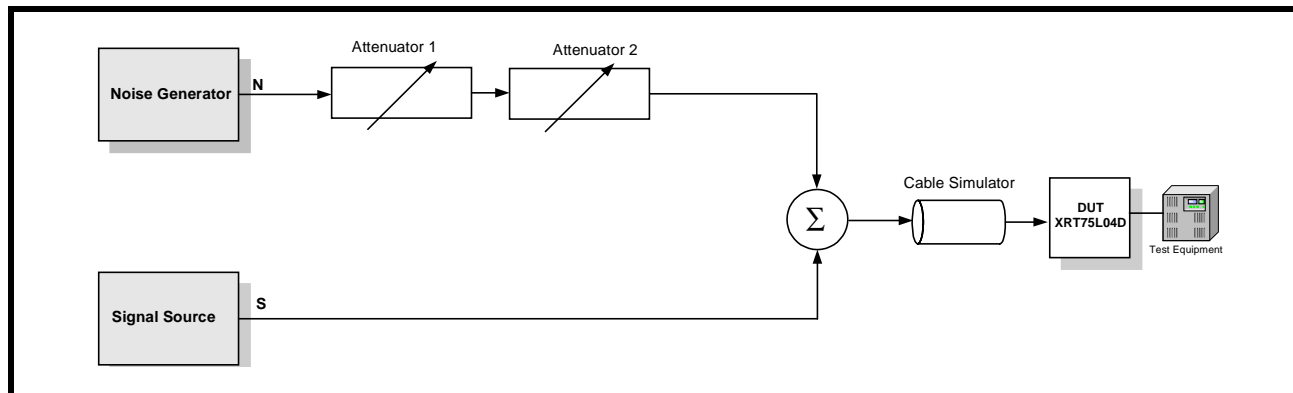 Attenuator 1
Attenuator 2
Noise Generator
N
Cable Simulator
Σ
DUT
XRT75L04D
Test Equipment
Signal Source
S